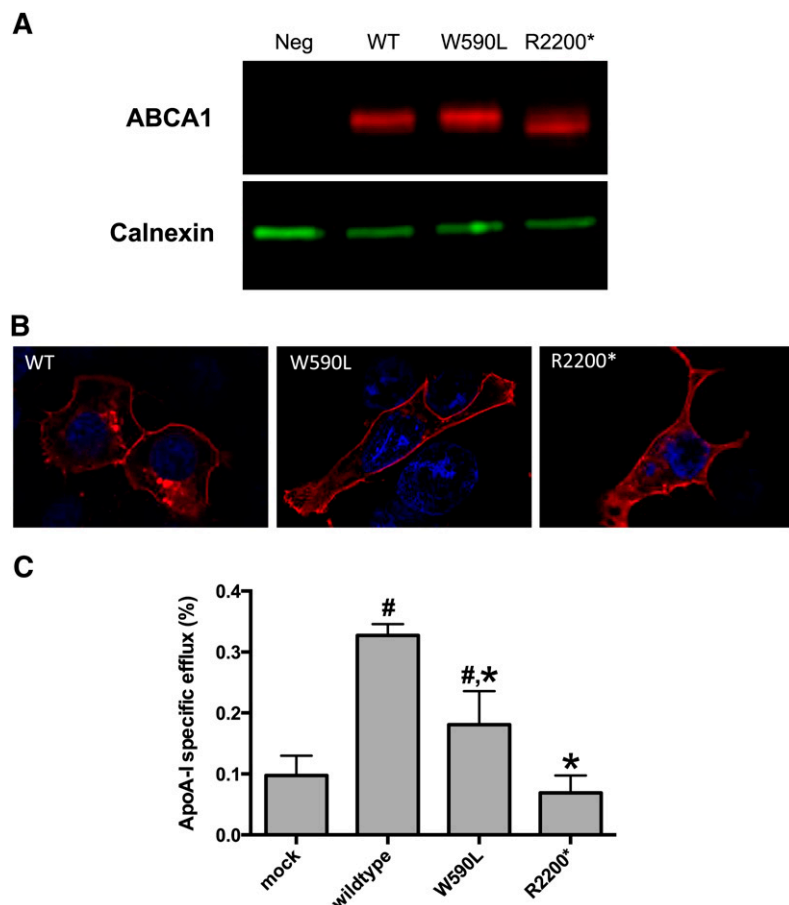 A
Neg WT W590L R2200*
ABCA1
Calnexin
B
WT W590L R2200*
C
ApoA-I specific efflux (%)
0.4
0.3
0.2
0.1
0.0
#
#,*
*
mock wildtype W590L R2200*